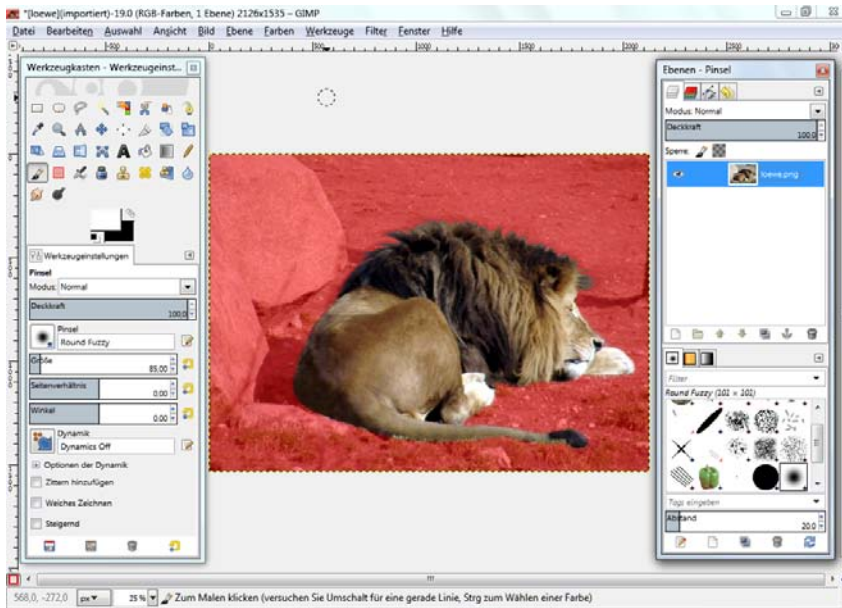 *[loewe](importiert)-19.0 (RGB-Farben, 1 Ebene) 2126x1535 – GIMP
Datei Bearbeiten Auswahl Ansicht Bild Ebene Farben Werkzeuge Filter Fenster Hilfe
Werkzeugkasten - Werkzeugeinst...
Werkzeugeinstellungen
Pinsel
Modus: Normal
Deckkraft
100,0
Pinsel
Round Fuzzy
Größe
85,00
Seitenverhältnis
0,00
Winkel
0,00
Dynamik
Dynamics Off
Optionen der Dynamik
Zittern hinzufügen
Weiches Zeichnen
Steigernd
Ebenen - Pinsel
Modus: Normal
Deckkraft
100,0
Sperre:
loewe.png
Filter
Round Fuzzy (101 × 101)
Tags eingeben
Abstand
20,0
568,0, -272,0 px 25 % Zum Malen klicken (versuchen Sie Umschalt für eine gerade Linie, Strg zum Wählen einer Farbe)